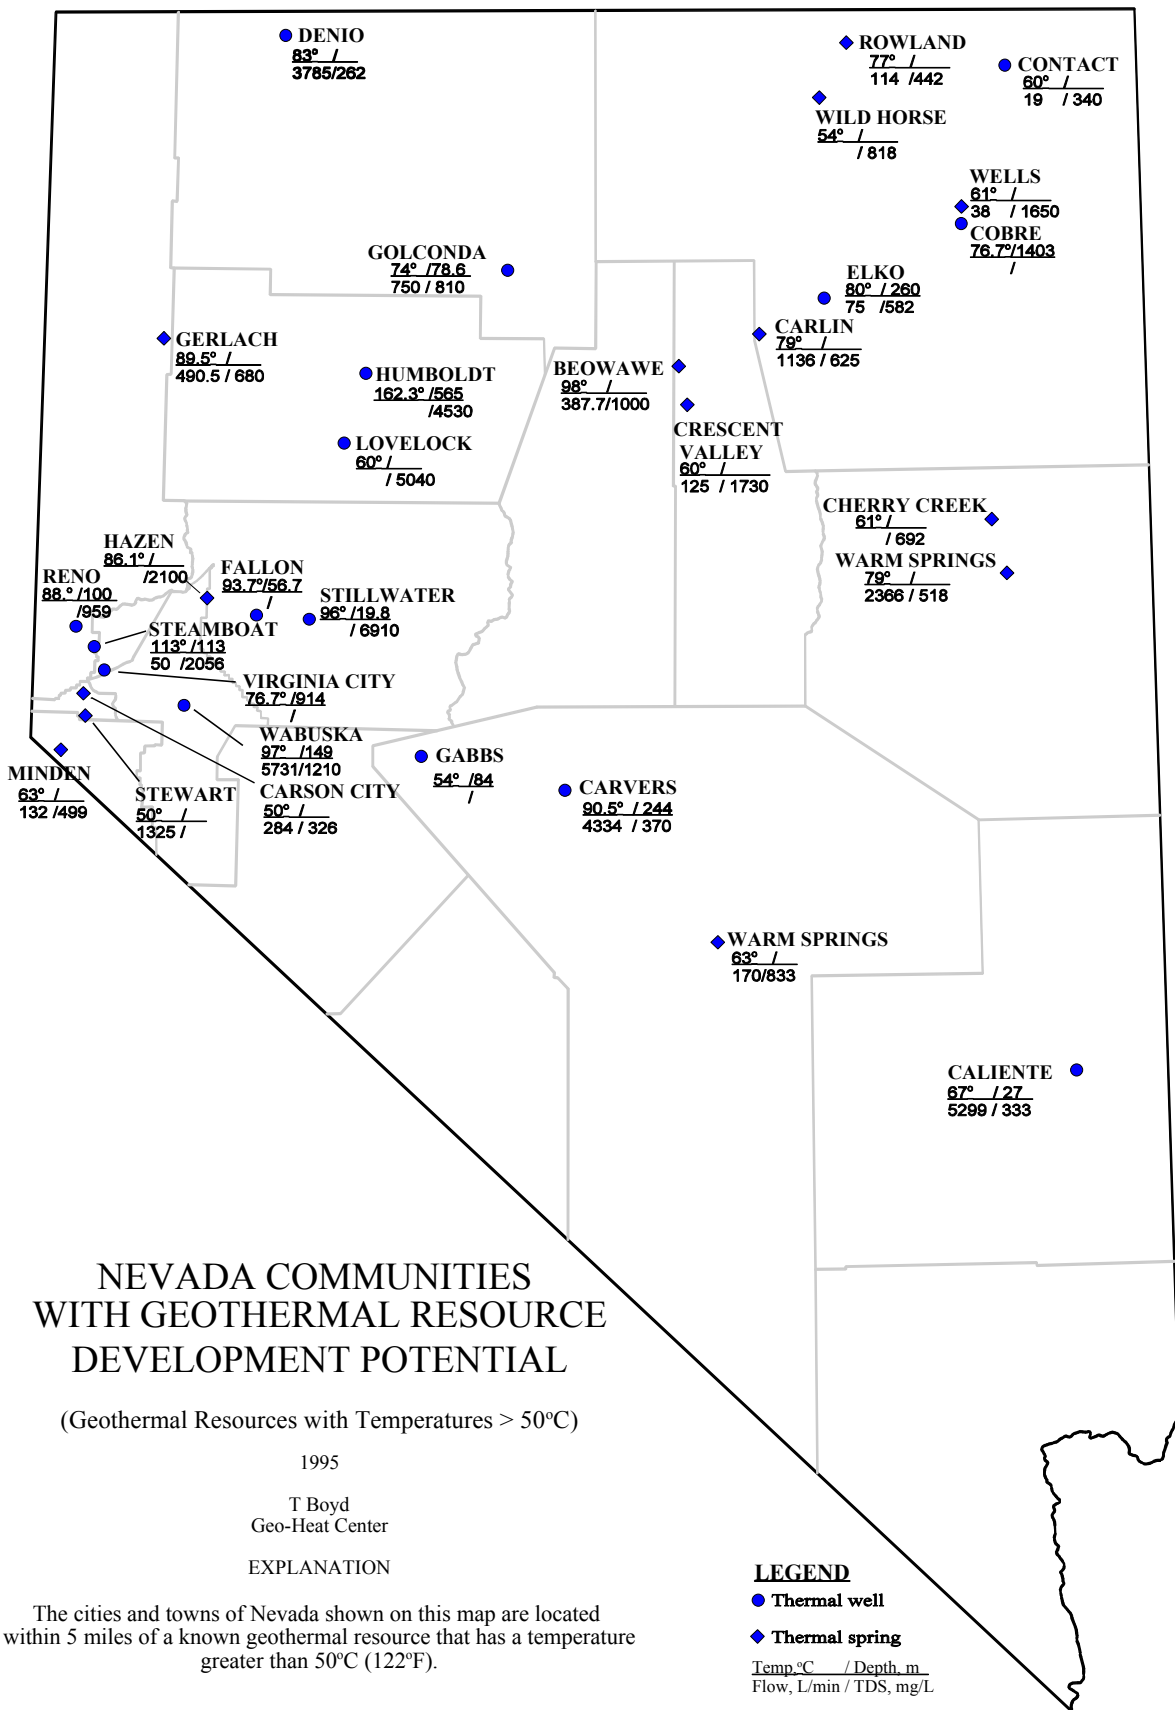 DENIO
83° /
3785/262
ROWLAND
77° /
114 /442
CONTACT
60° /
19 / 340
WILD HORSE
54° /
/ 818
WELLS
61° /
38 / 1650
COBRE
76.7°/1403
/
GOLCONDA
74° /78.6
750 / 810
ELKO
80° / 260
75 /582
GERLACH
89.5° /
490.5 / 680
CARLIN
79° /
1136 / 625
HUMBOLDT
162.3° /565
/4530
BEOWAWE
98° /
387.7/1000
LOVELOCK
60° /
/ 5040
CRESCENT
VALLEY
60° /
125 / 1730
CHERRY CREEK
61° /
/ 692
WARM SPRINGS
79° /
2366 / 518
HAZEN
86.1° /
/2100
RENO
88.° /100
/959
FALLON
93.7°/56.7
/
STILLWATER
96° /19.8
/ 6910
STEAMBOAT
113° /113
50 /2056
VIRGINIA CITY
76.7° /914
/
WABUSKA
97° /149
5731/1210
GABBS
54° /84
/
MINDEN
63° /
132 /499
STEWART
50° /
1325 /
CARSON CITY
50° /
284 / 326
CARVERS
90.5° / 244
4334 / 370
WARM SPRINGS
63° /
170/833
CALIENTE
67° / 27
5299 / 333
NEVADA COMMUNITIES
WITH GEOTHERMAL RESOURCE
DEVELOPMENT POTENTIAL
(Geothermal Resources with Temperatures > 50°C)
1995
T Boyd
Geo-Heat Center
EXPLANATION
The cities and towns of Nevada shown on this map are located
within 5 miles of a known geothermal resource that has a temperature
greater than 50°C (122°F).
LEGEND
Thermal well
Thermal spring
Temp,°C / Depth, m
Flow, L/min / TDS, mg/L